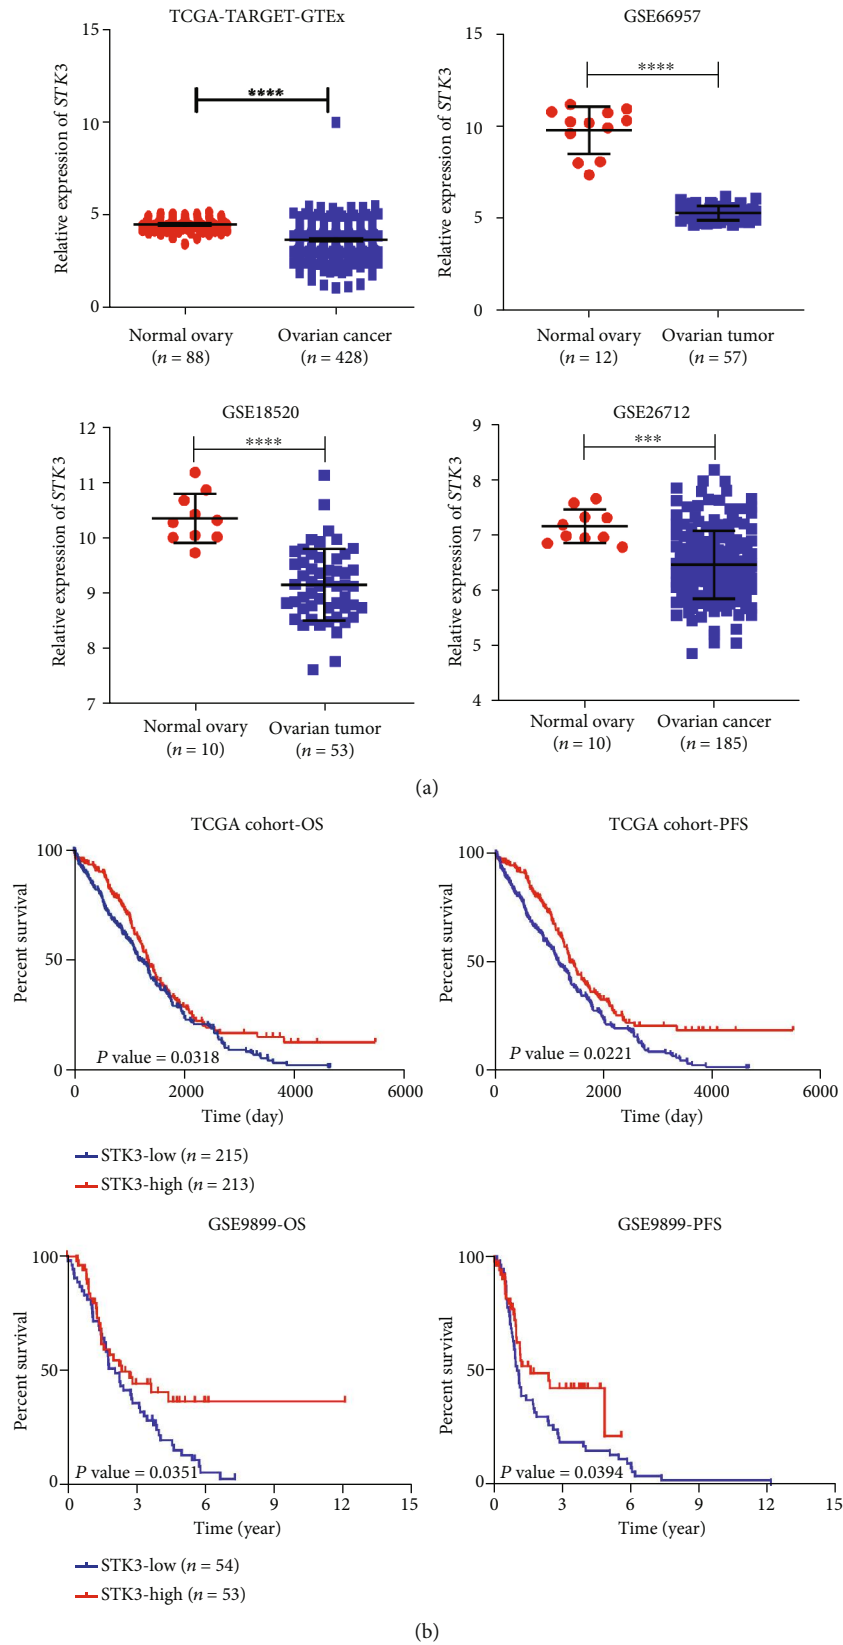 TCGA-TARGET-GTEx
15
10
5
0
Relative expression of STK3
****
Normal ovary
(n = 88)
Ovarian cancer
(n = 428)
GSE66957
15
10
5
0
Relative expression of STK3
****
Normal ovary
(n = 12)
Ovarian tumor
(n = 57)
GSE18520
12
11
10
9
8
7
Relative expression of STK3
****
Normal ovary
(n = 10)
Ovarian tumor
(n = 53)
GSE26712
9
8
7
6
5
4
Relative expression of STK3
***
Normal ovary
(n = 10)
Ovarian cancer
(n = 185)
(a)
TCGA cohort-OS
100
50
0
Percent survival
P value = 0.0318
0 2000 4000 6000
Time (day)
TCGA cohort-PFS
100
50
0
Percent survival
P value = 0.0221
0 2000 4000 6000
Time (day)
STK3-low (n = 215)
STK3-high (n = 213)
GSE9899-OS
100
50
0
Percent survival
P value = 0.0351
0 3 6 9 12 15
Time (year)
GSE9899-PFS
100
50
0
Percent survival
P value = 0.0394
0 3 6 9 12 15
Time (year)
STK3-low (n = 54)
STK3-high (n = 53)
(b)